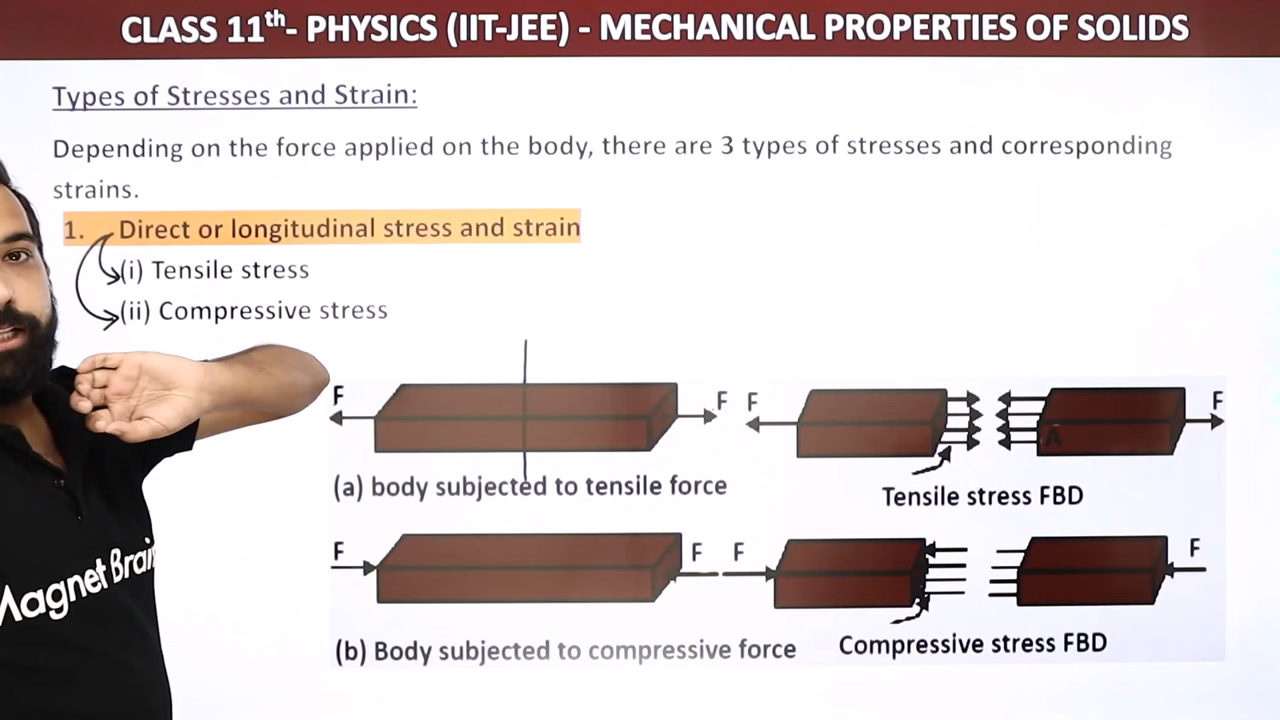 CLASS 11th- PHYSICS (IIT-JEE) - MECHANICAL PROPERTIES OF SOLIDS
Types of Stresses and Strain:
Depending on the force applied on the body, there are 3 types of stresses and corresponding
strains.
1. Direct or longitudinal stress and strain
(i) Tensile stress
(ii) Compressive stress
F F F F
A
(a) body subjected to tensile force
Tensile stress FBD
F F F F
(b) Body subjected to compressive force
Compressive stress FBD
Magnet Brain